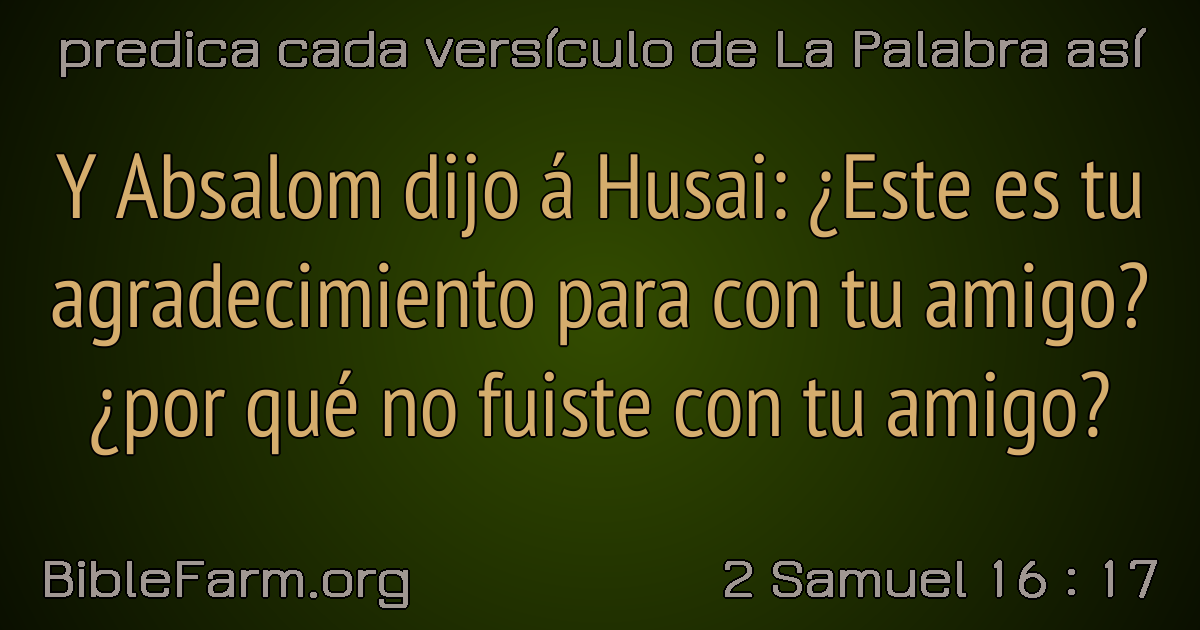 predica cada versículo de La Palabra así
Y Absalom dijo á Husai: ¿Este es tu
agradecimiento para con tu amigo?
¿por qué no fuiste con tu amigo?
BibleFarm.org
2 Samuel 16 : 17